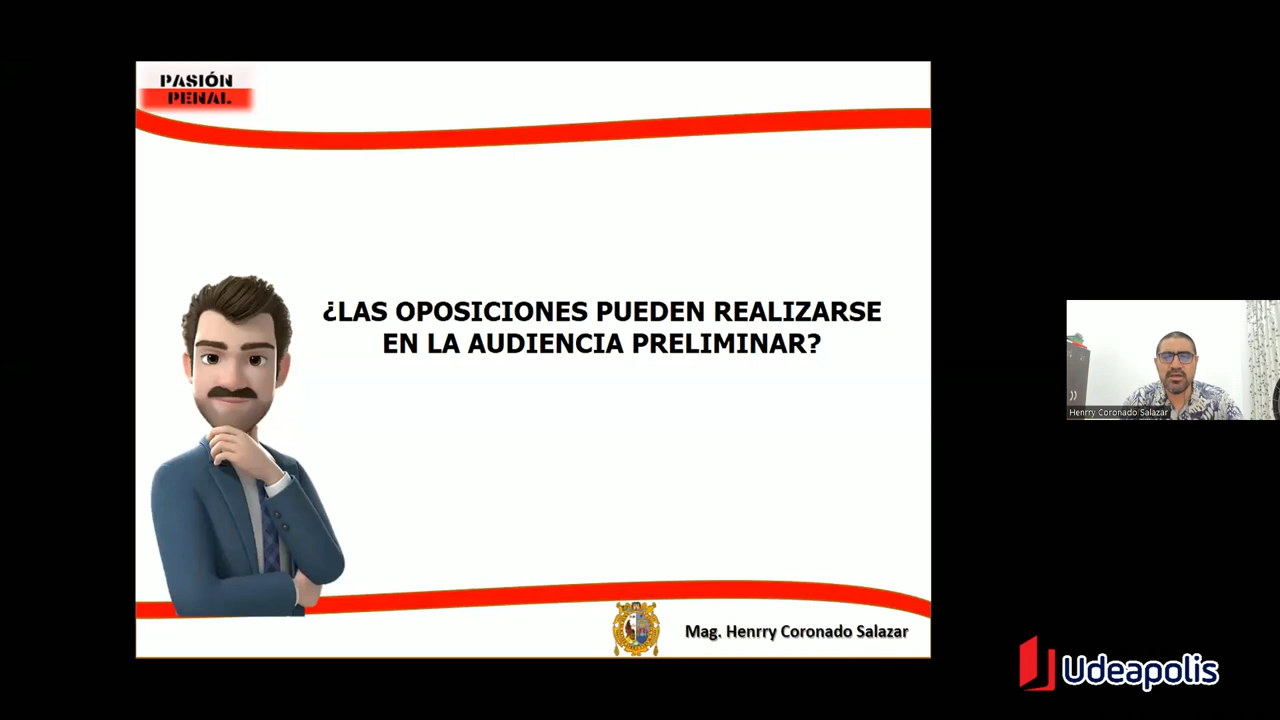 PASIÓN
PENAL
¿LAS OPOSICIONES PUEDEN REALIZARSE
EN LA AUDIENCIA PRELIMINAR?
Henrry Coronado Salazar
Mag. Henrry Coronado Salazar
Udeapolis